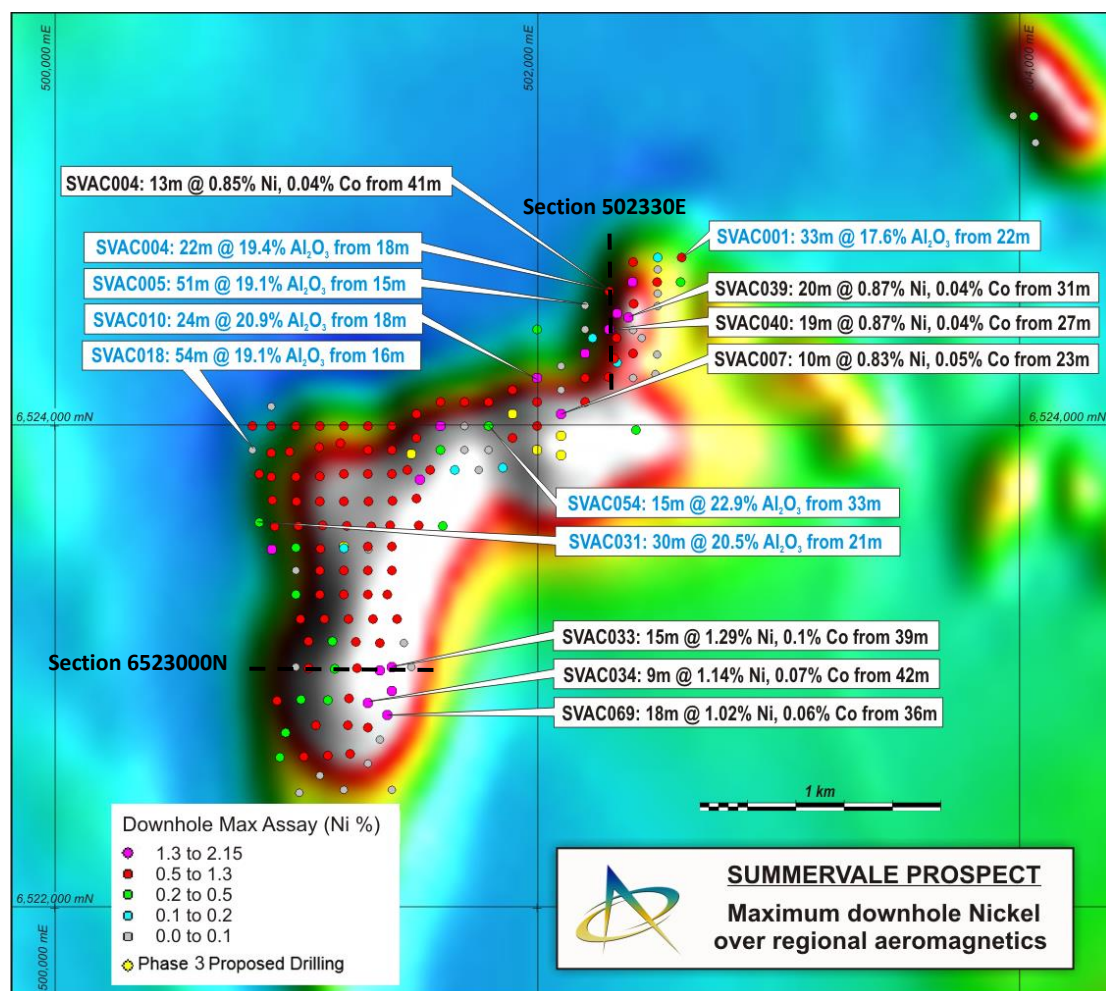 500,000 mE
502,000 mE
504,000 mE
SVAC004: 13m @ 0.85% Ni, 0.04% Co from 41m
Section 502330E
SVAC004: 22m @ 19.4% Al₂O₃ from 18m
SVAC005: 51m @ 19.1% Al₂O₃ from 15m
SVAC010: 24m @ 20.9% Al₂O₃ from 18m
SVAC018: 54m @ 19.1% Al₂O₃ from 16m
SVAC001: 33m @ 17.6% Al₂O₃ from 22m
SVAC039: 20m @ 0.87% Ni, 0.04% Co from 31m
SVAC040: 19m @ 0.87% Ni, 0.04% Co from 27m
SVAC007: 10m @ 0.83% Ni, 0.05% Co from 23m
6,524,000 mN
6,524,000 mN
SVAC054: 15m @ 22.9% Al₂O₃ from 33m
SVAC031: 30m @ 20.5% Al₂O₃ from 21m
SVAC033: 15m @ 1.29% Ni, 0.1% Co from 39m
Section 6523000N
SVAC034: 9m @ 1.14% Ni, 0.07% Co from 42m
SVAC069: 18m @ 1.02% Ni, 0.06% Co from 36m
1 km
Downhole Max Assay (Ni %)
1.3 to 2.15
0.5 to 1.3
0.2 to 0.5
0.1 to 0.2
0.0 to 0.1
Phase 3 Proposed Drilling
SUMMERVALE PROSPECT
Maximum downhole Nickel
over regional aeromagnetics
6,522,000 mN
6,522,000 mN
500,000 mE
502,000 mE